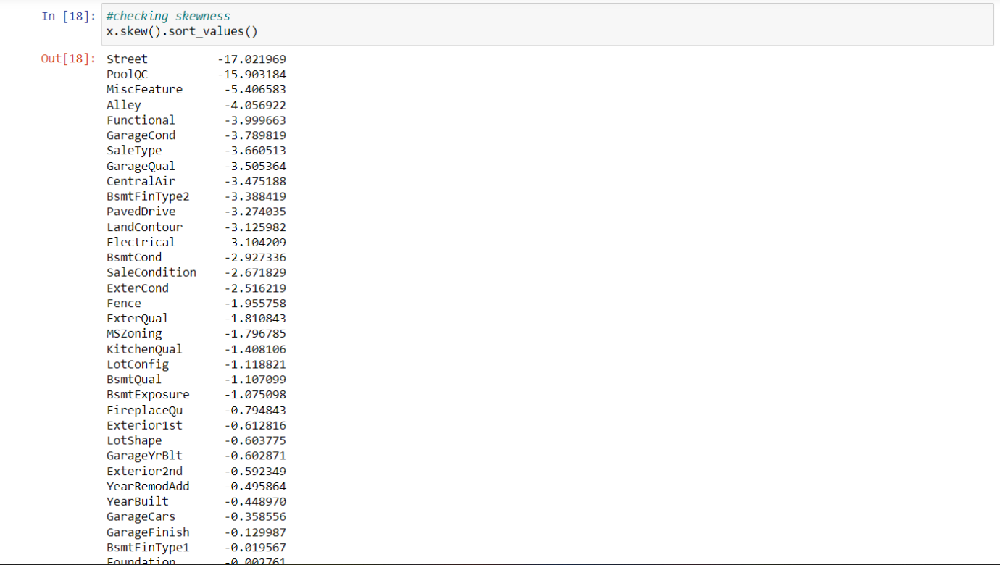 In [18]: #checking skewness
x.skew().sort_values()
Out[18]: Street -17.021969
PoolQC -15.903184
MiscFeature -5.406583
Alley -4.056922
Functional -3.999663
GarageCond -3.789819
SaleType -3.660513
GarageQual -3.505364
CentralAir -3.475188
BsmtFinType2 -3.388419
PavedDrive -3.274035
LandContour -3.125982
Electrical -3.104209
BsmtCond -2.927336
SaleCondition -2.671829
ExterCond -2.516219
Fence -1.955758
ExterQual -1.810843
MSZoning -1.796785
KitchenQual -1.408106
LotConfig -1.118821
BsmtQual -1.107099
BsmtExposure -1.075098
FireplaceQu -0.794843
Exterior1st -0.612816
LotShape -0.603775
GarageYrBlt -0.602871
Exterior2nd -0.592349
YearRemodAdd -0.495864
YearBuilt -0.448970
GarageCars -0.358556
GarageFinish -0.129987
BsmtFinType1 -0.019567
Foundation -0.002761